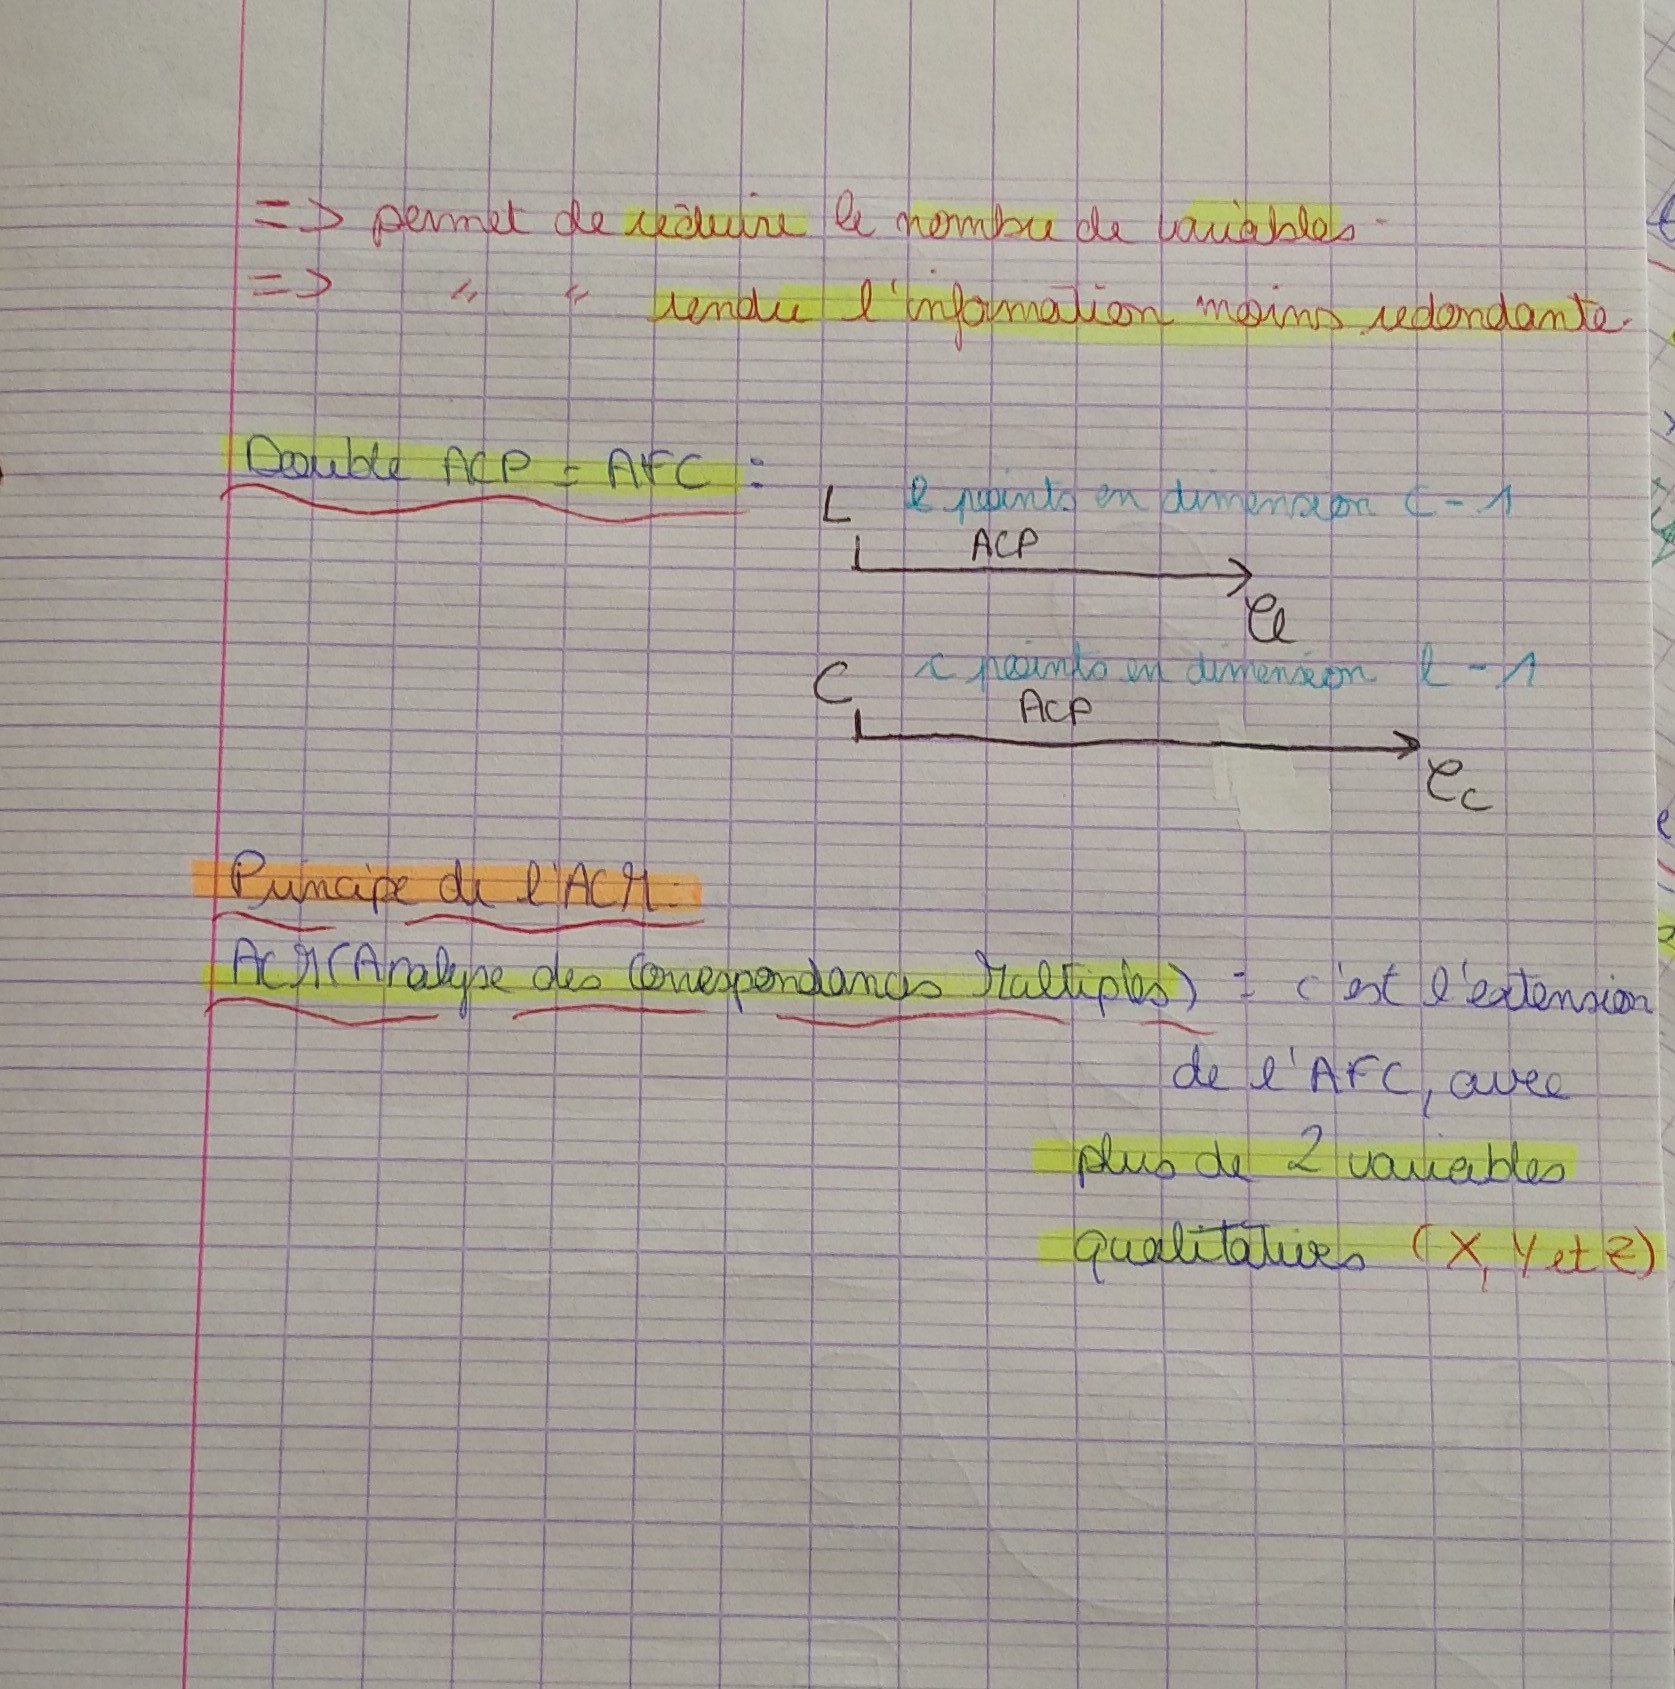 => permet de réduire le nombre de variables.
=> " " rendre l'information moins redondante.
Double ACP = AFC :
L l points en dimension c - 1
ACP
Cl
C c points en dimension l - 1
ACP
Cc
Principe de l'ACM.
ACM (Analyse des Correspondances Multiples) : c'est l'extension
de l'AFC, avec
plus de 2 variables
qualitatives (X, Y et Z)